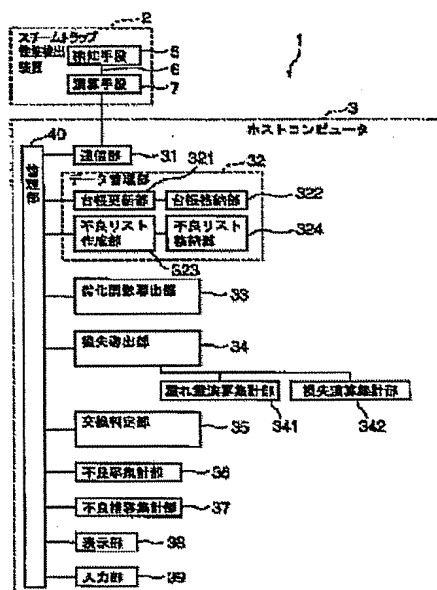 2
スチームトラップ
性能検出
装置
検知手段
5
6
演算手段
7
1
3
ホストコンピュータ
40
処理部
通信部
31
321
32
データ管理部
台帳更新部
台帳格納部
322
不良リスト
作成部
不良リスト
格納部
324
323
劣化関数導出部
33
損失導出部
34
漏れ量演算集計部
損失演算集計部
341
342
交換判定部
35
不良率集計部
36
不良推移集計部
37
表示部
38
入力部
39